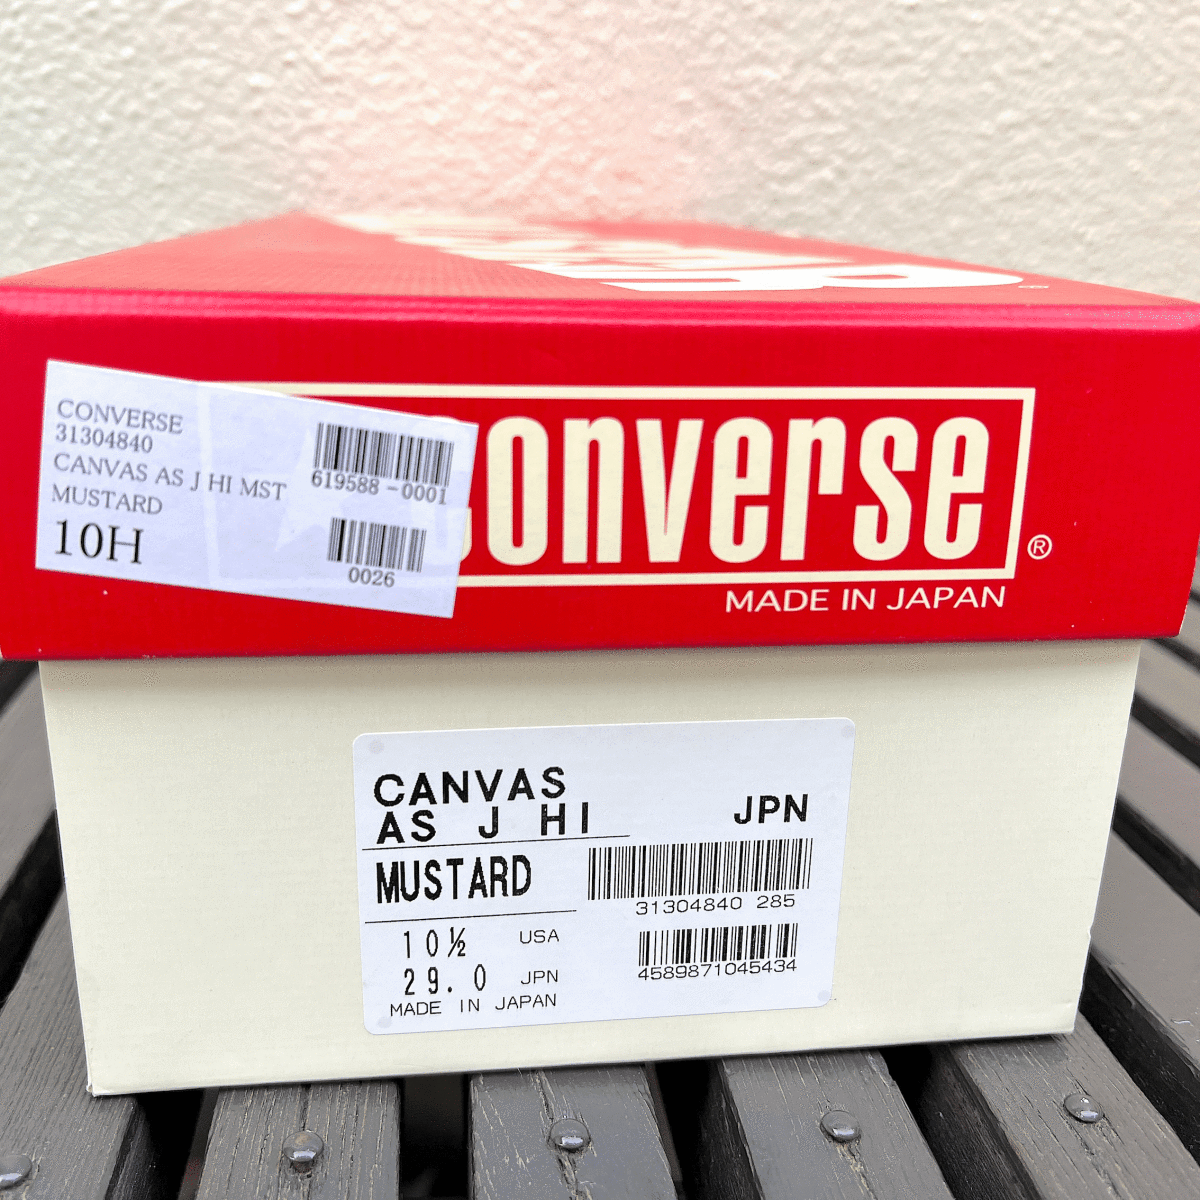 CONVERSE
31304840
CANVAS AS J HI MST
MUSTARD
10H
619588-0001
0026
converse®
MADE IN JAPAN
CANVAS
AS J HI
JPN
MUSTARD
31304840 285
10½ USA
29.0 JPN
4589871045434
MADE IN JAPAN